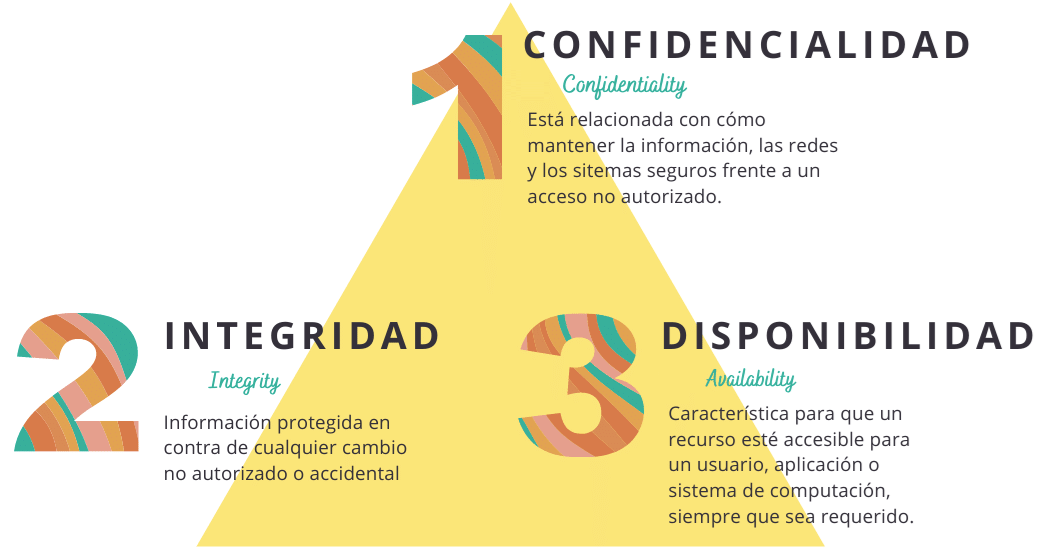 1
CONFIDENCIALIDAD
Confidentiality
Está relacionada con cómo
mantener la información, las redes
y los sitemas seguros frente a un
acceso no autorizado.
2
INTEGRIDAD
Integrity
Información protegida en
contra de cualquier cambio
no autorizado o accidental
3
DISPONIBILIDAD
Availability
Característica para que un
recurso esté accesible para
un usuario, aplicación o
sistema de computación,
siempre que sea requerido.